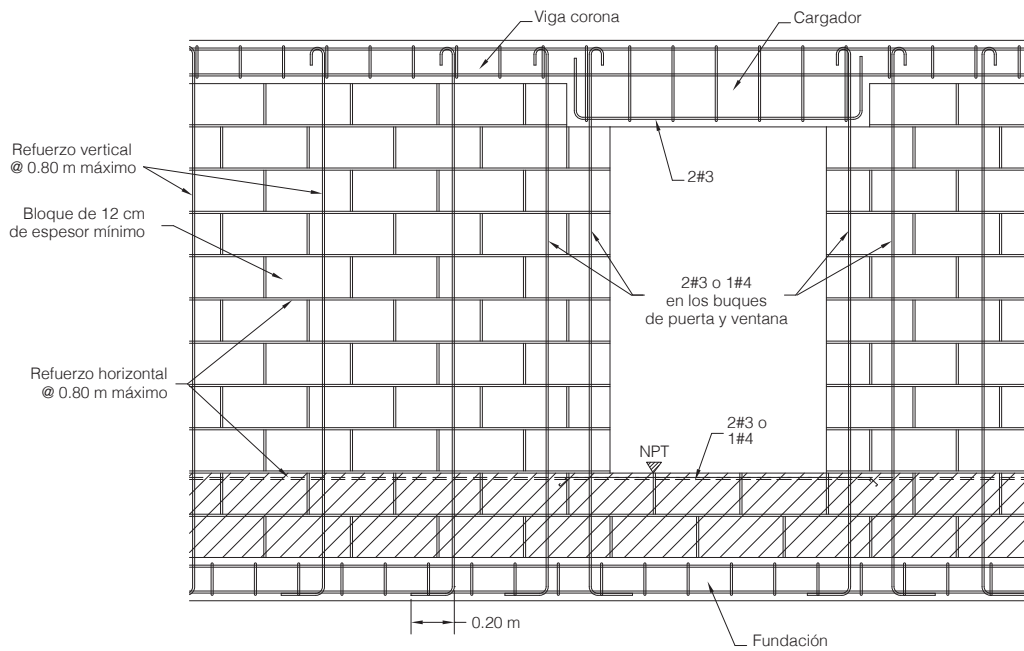 Viga corona
Cargador
Refuerzo vertical
@ 0.80 m máximo
2#3
Bloque de 12 cm
de espesor mínimo
2#3 o 1#4
en los buques
de puerta y ventana
Refuerzo horizontal
@ 0.80 m máximo
2#3 o
1#4
NPT
0.20 m
Fundación